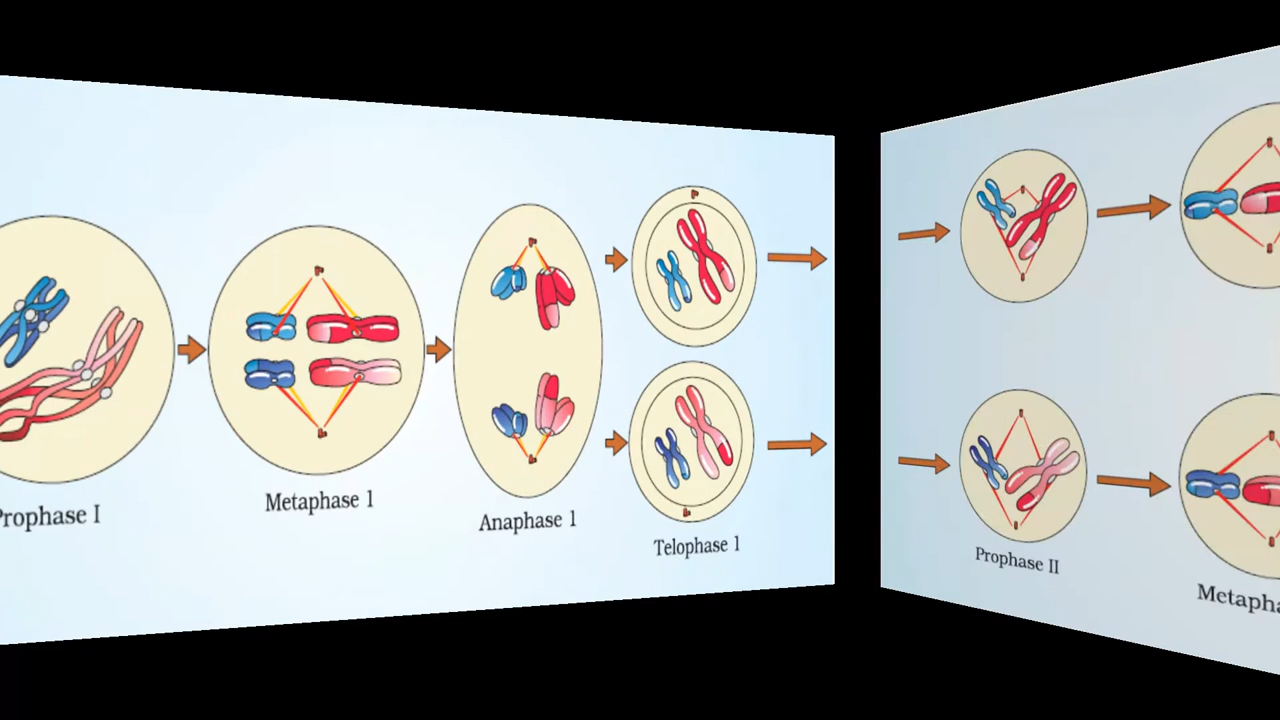 Prophase I
Metaphase 1
Anaphase 1
Telophase 1
Prophase II